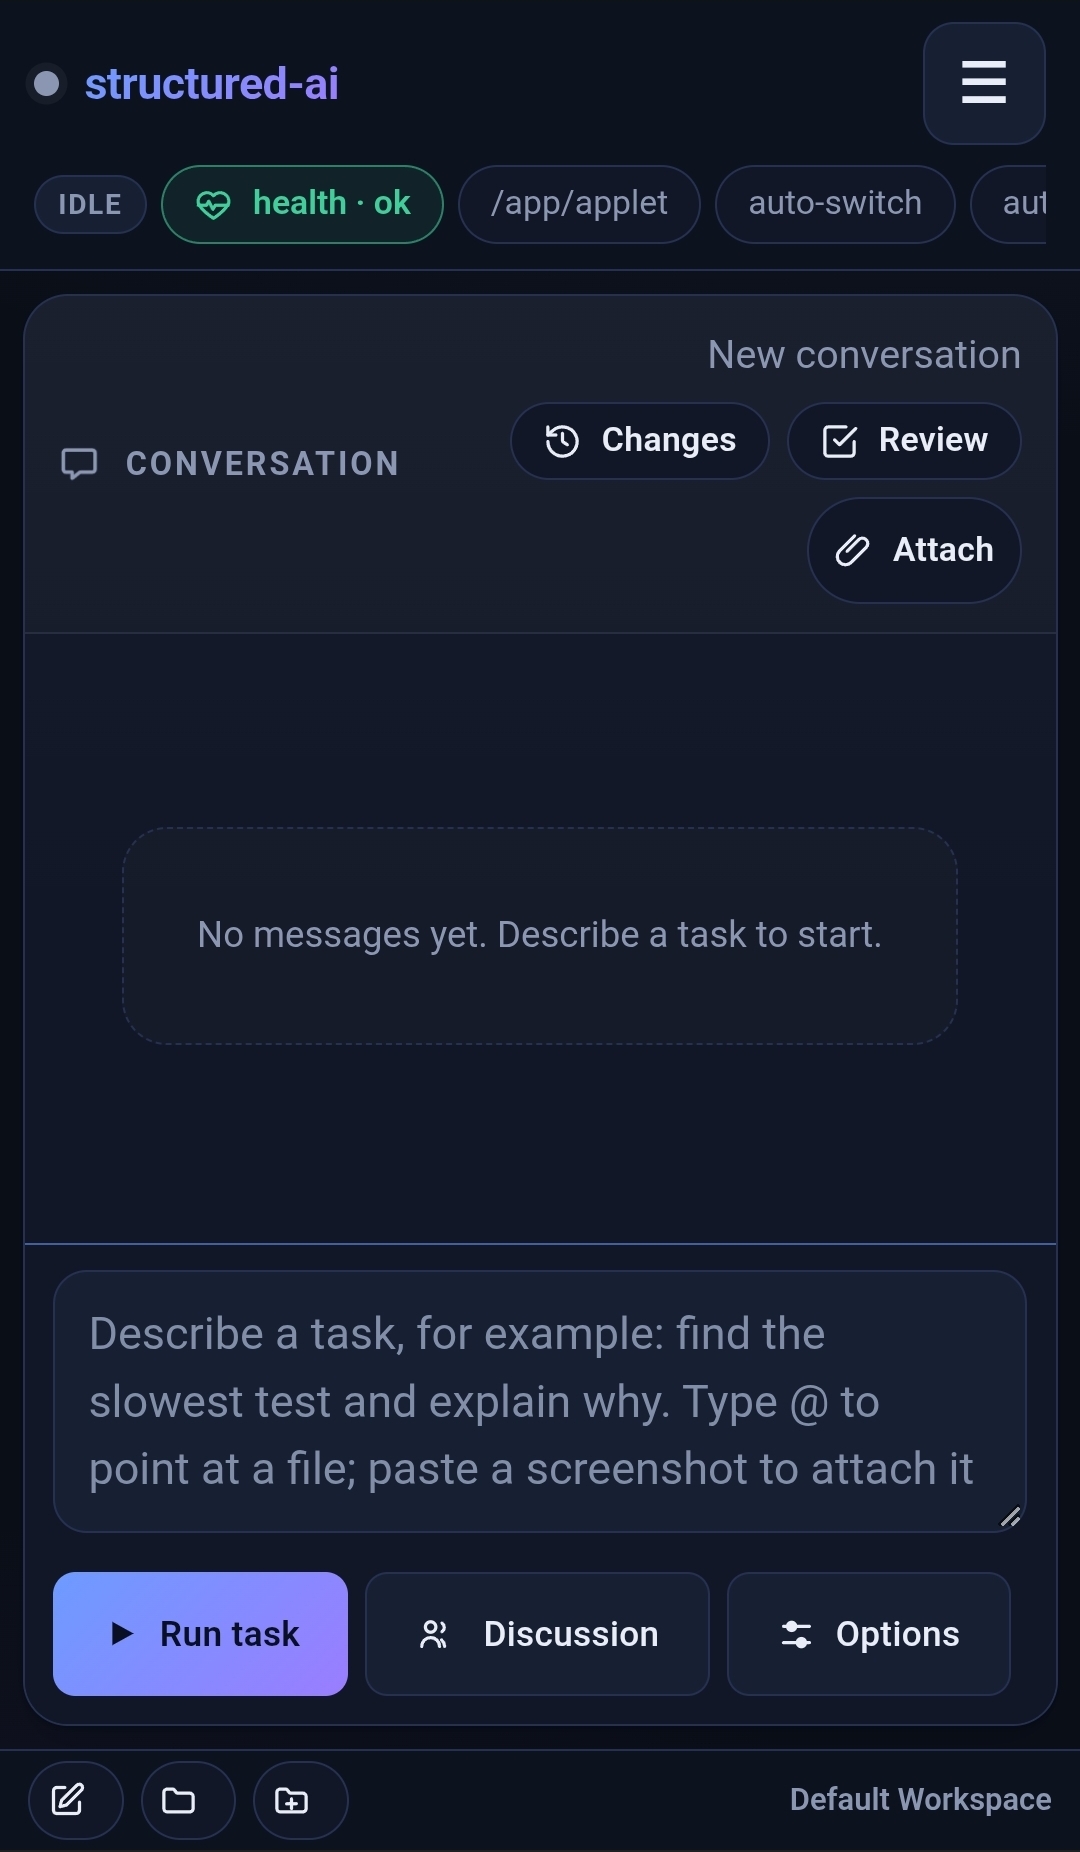 structured-ai
IDLE
health · ok
/app/applet
auto-switch
aut
New conversation
CONVERSATION
Changes
Review
Attach
No messages yet. Describe a task to start.
Describe a task, for example: find the
slowest test and explain why. Type @ to
point at a file; paste a screenshot to attach it
Run task
Discussion
Options
Default Workspace